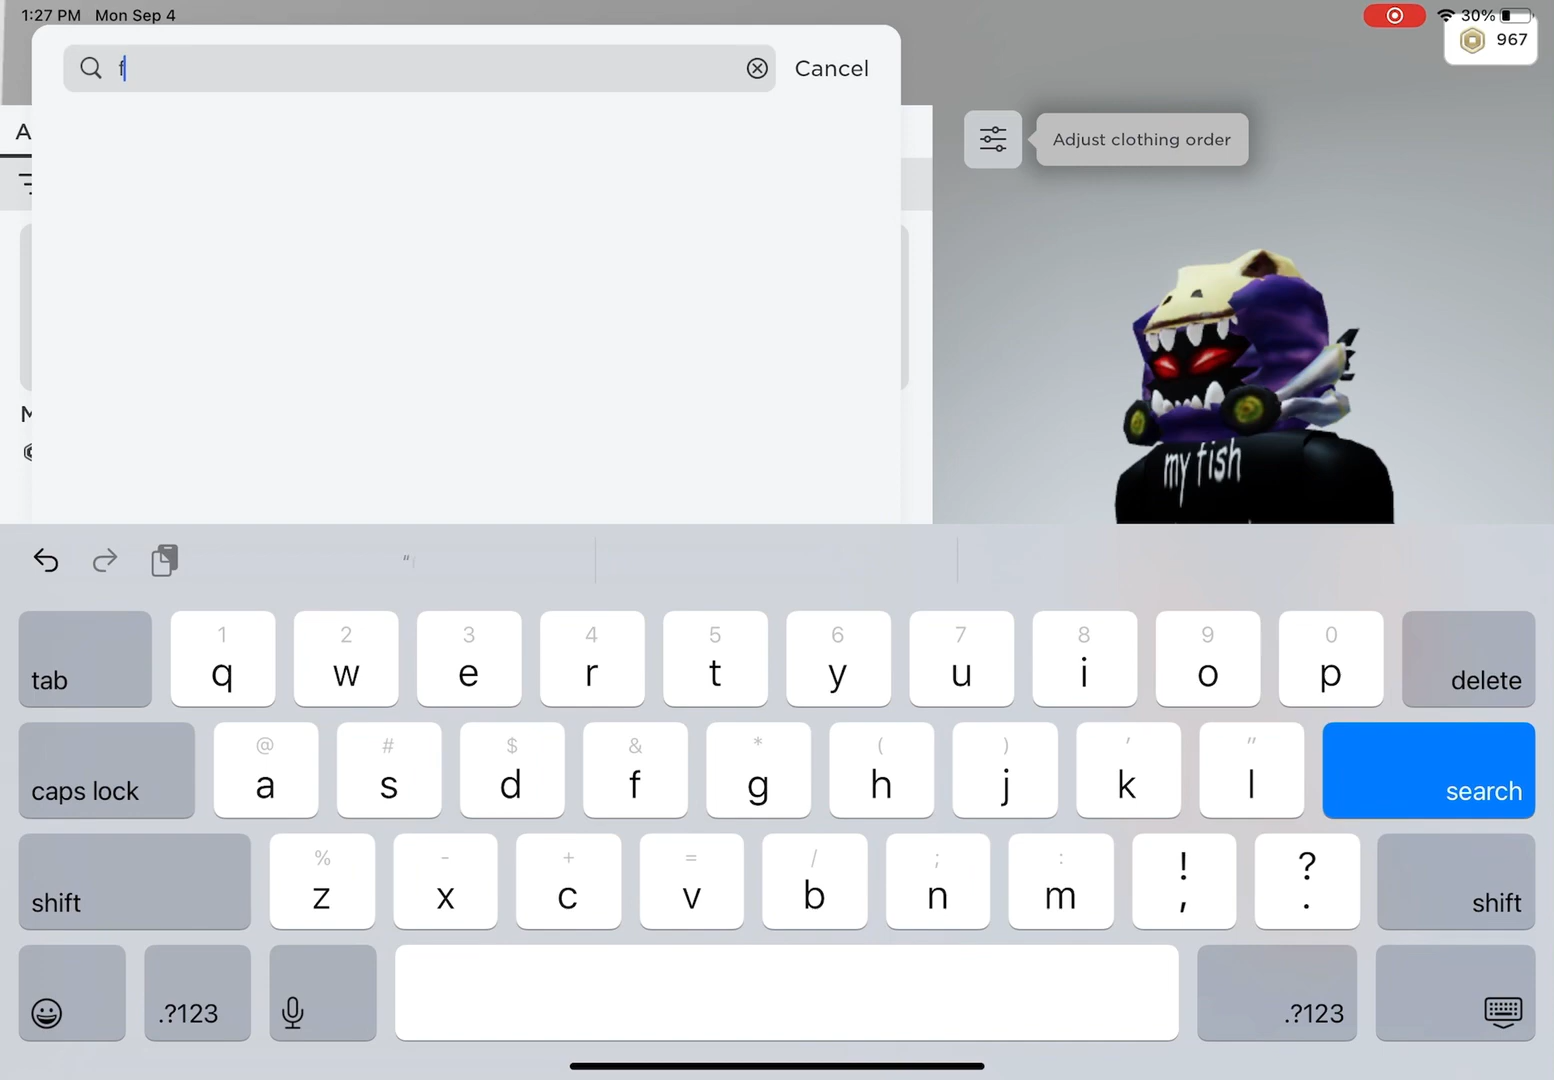 1:27 PM Mon Sep 4
30%
967
f
Cancel
A
Adjust clothing order
M
my fish
“
1 2 3 4 5 6 7 8 9 0
tab q w e r t y u i o p delete
@ # $ & * ( ) ' "
caps lock a s d f g h j k l search
% - + = / ; : ! ?
shift z x c v b n m , . shift
.?123 .?123